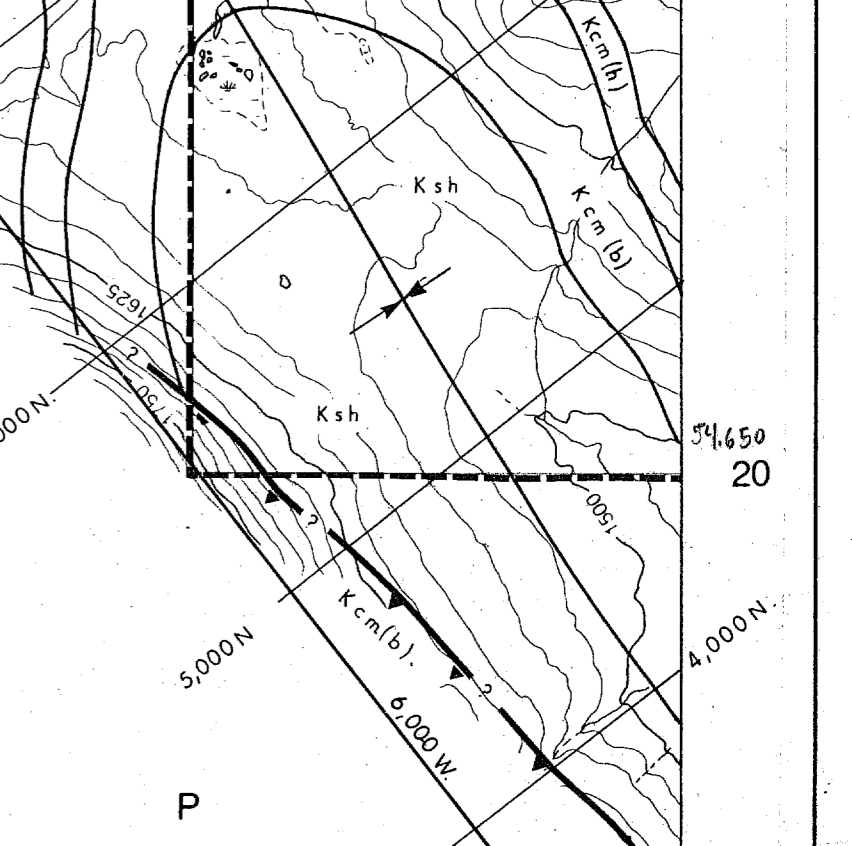 Kcm(h)
Ksh
Kcm(b)
1625
?
1750
000 N.
Ksh
54.650
20
?
1500
Kcm(b).
4,000 N.
5,000 N
?
6,000 W.
P